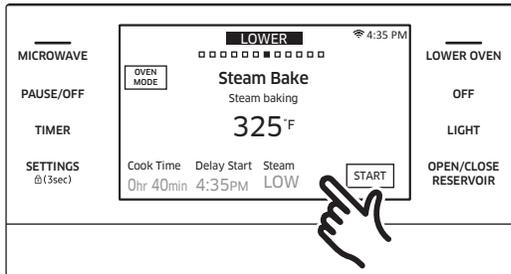 LOWER
4:35 PM
MICROWAVE
PAUSE/OFF
TIMER
SETTINGS
(3sec)
OVEN
MODE
Steam Bake
Steam baking
325°F
Cook Time Delay Start Steam
0hr 40min 4:35PM LOW
START
LOWER OVEN
OFF
LIGHT
OPEN/CLOSE
RESERVOIR